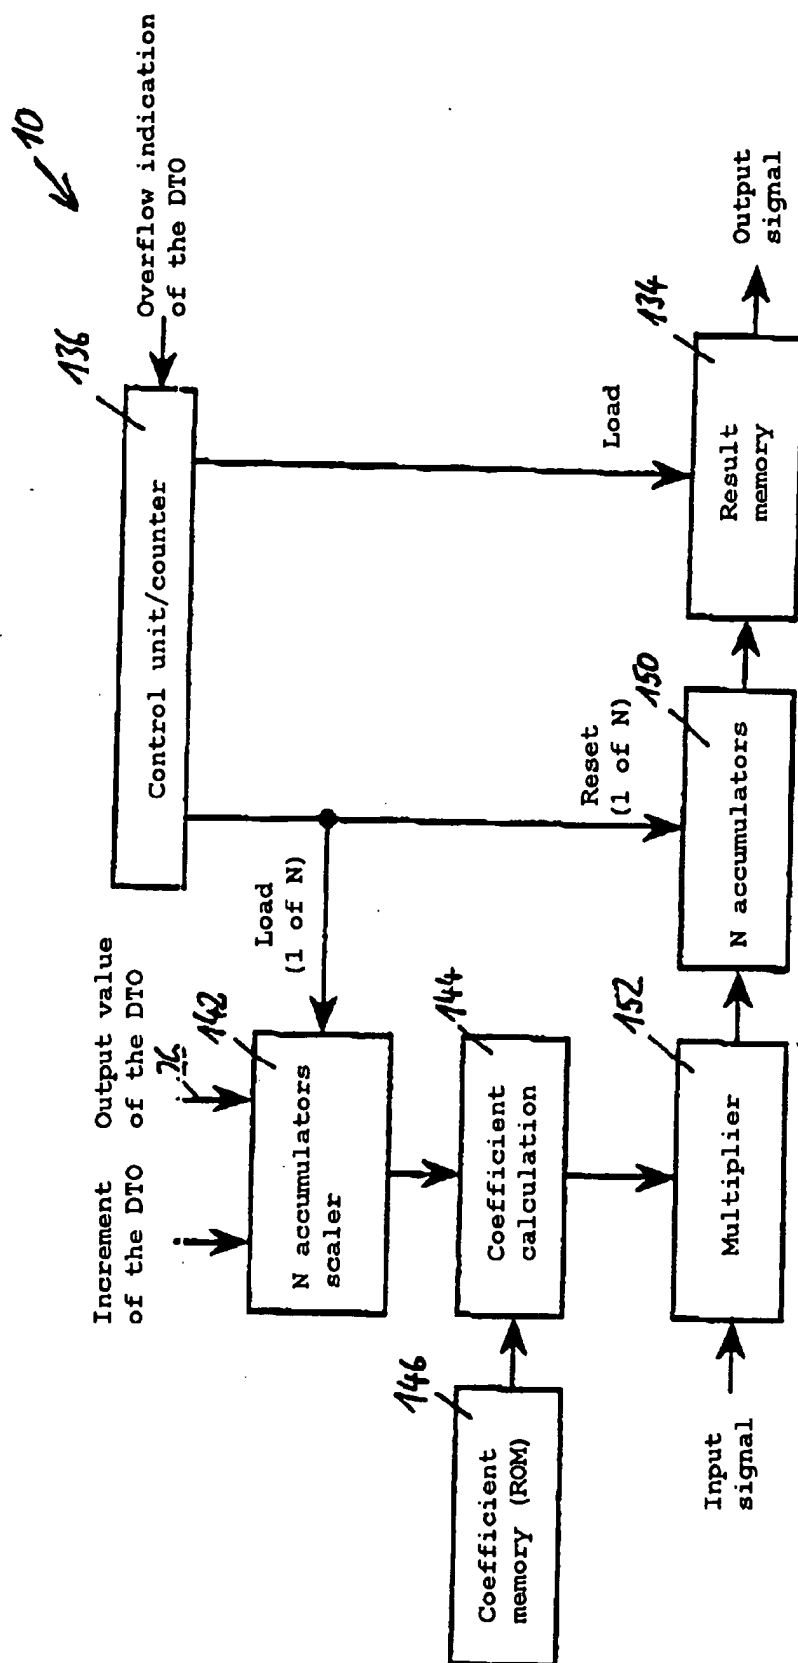 10
Overflow indication
of the DTO
136
Control unit/counter
Increment
of the DTO
Output value
of the DTO
76
142
N accumulators
scaler
Load
(1 of N)
144
Coefficient
calculation
146
Coefficient
memory (ROM)
Reset
(1 of N)
Load
Input
signal
152
Multiplier
150
N accumulators
134
Result
memory
Output
signal